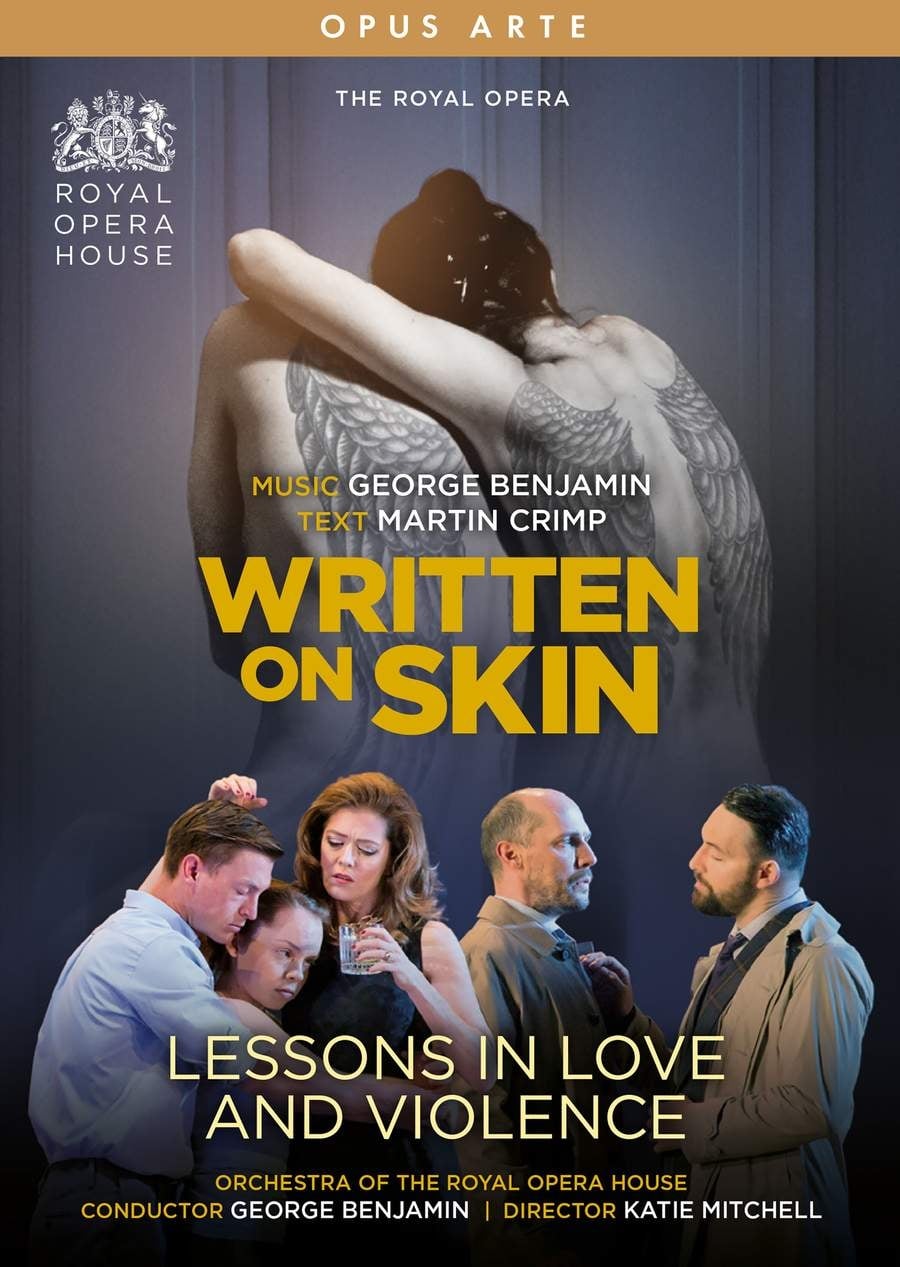 OPUS ARTE
THE ROYAL OPERA
ROYAL
OPERA
HOUSE
MUSIC GEORGE BENJAMIN
TEXT MARTIN CRIMP
WRITTEN
ON SKIN
LESSONS IN LOVE
AND VIOLENCE
ORCHESTRA OF THE ROYAL OPERA HOUSE
CONDUCTOR GEORGE BENJAMIN | DIRECTOR KATIE MITCHELL